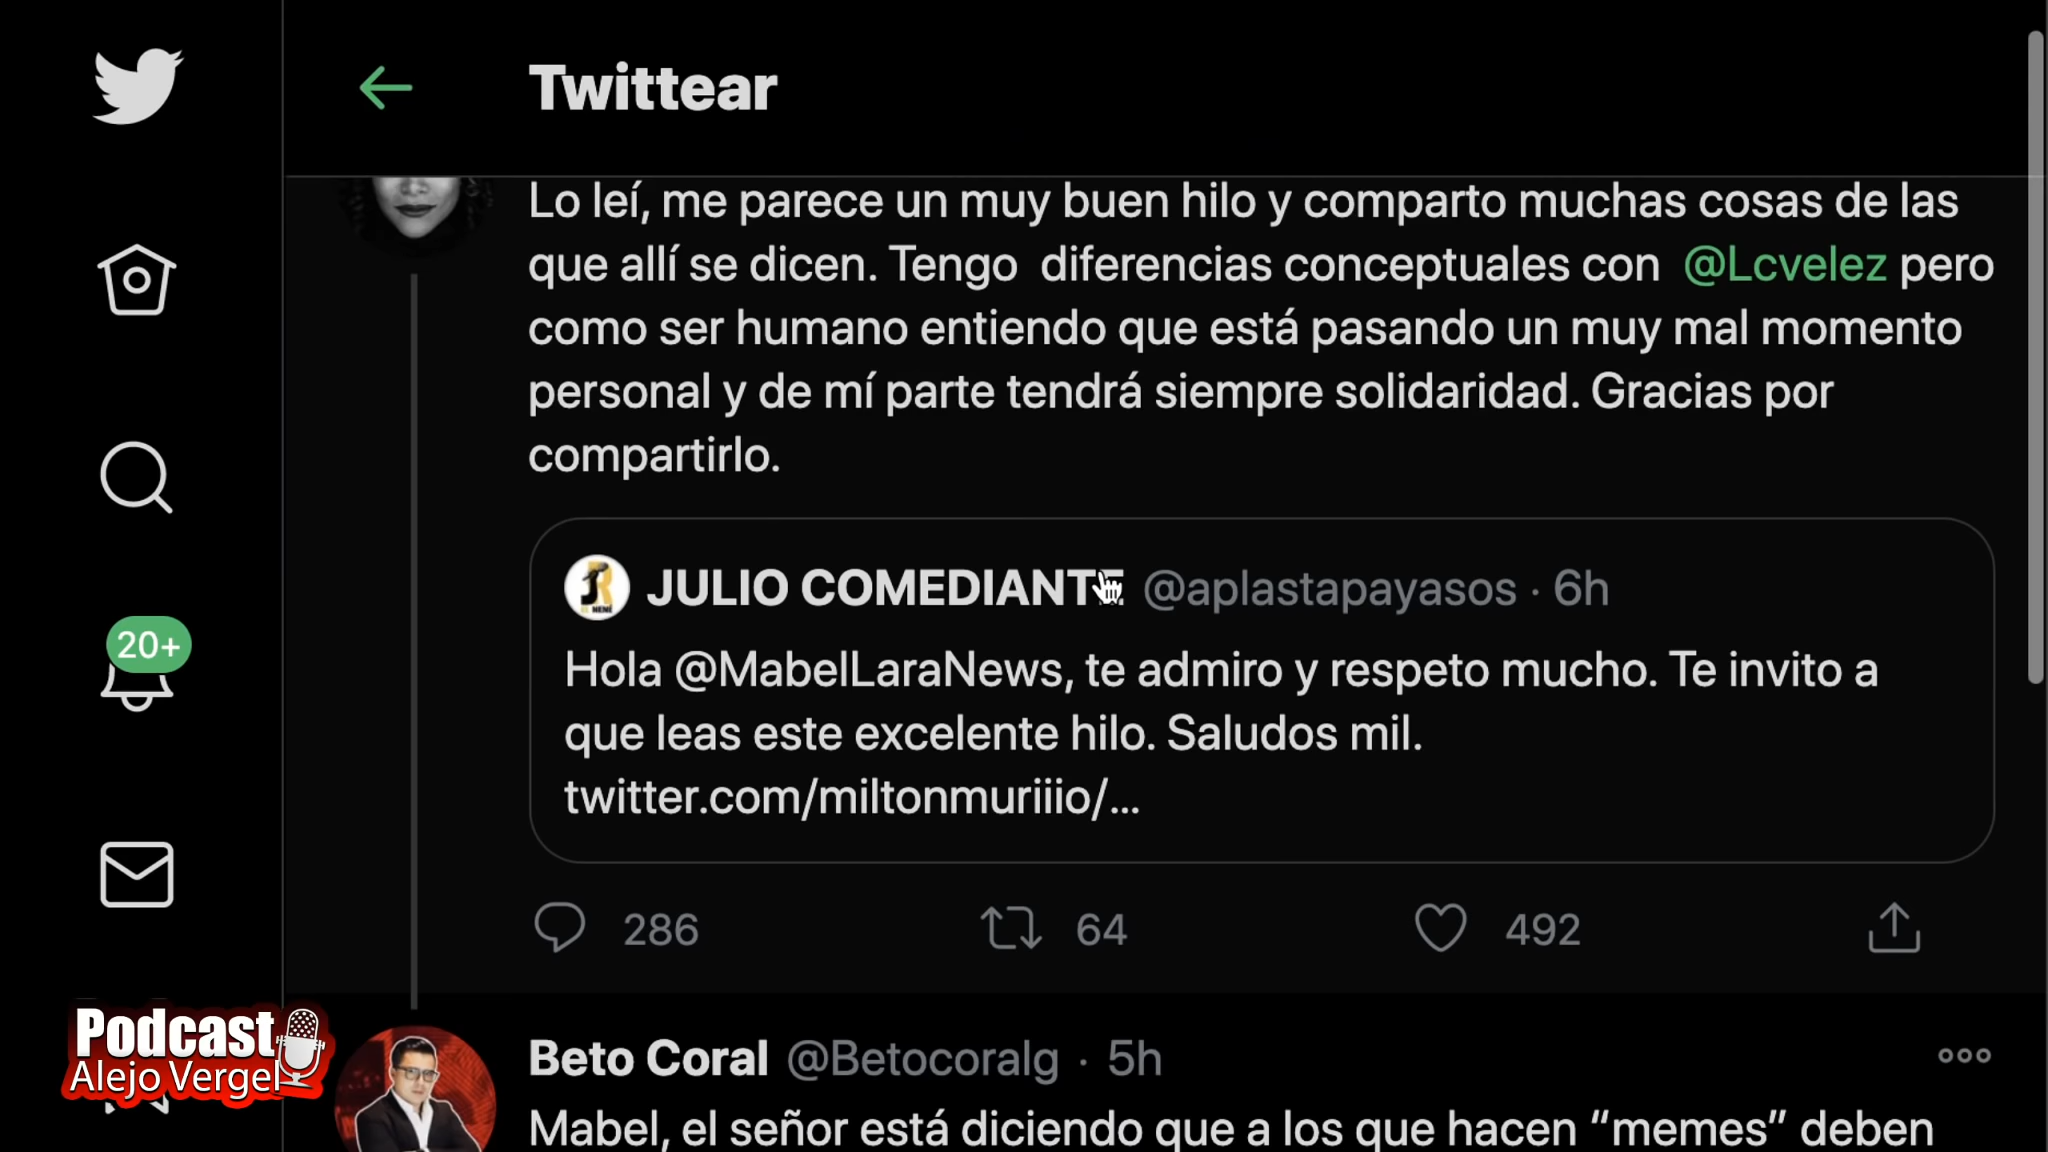 Twittear
Lo leí, me parece un muy buen hilo y comparto muchas cosas de las
que allí se dicen. Tengo  diferencias conceptuales con  @Lcvelez pero
como ser humano entiendo que está pasando un muy mal momento
personal y de mí parte tendrá siempre solidaridad. Gracias por
compartirlo.
JULIO COMEDIANTE @aplastapayasos · 6h
Hola @MabelLaraNews, te admiro y respeto mucho. Te invito a
que leas este excelente hilo. Saludos mil.
twitter.com/miltonmuriiio/...
286 64 492
20+
Podcast
Alejo Vergel
Beto Coral @Betocoralg · 5h
Mabel, el señor está diciendo que a los que hacen “memes” deben